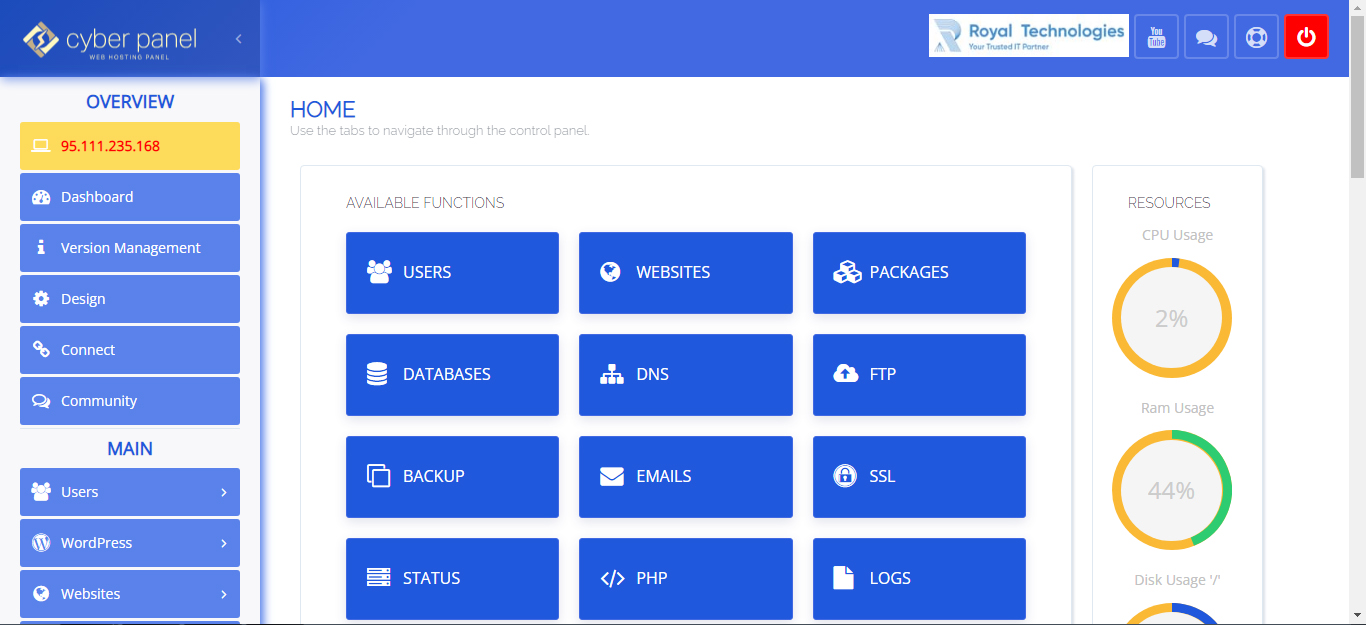 cyber panel
WEB HOSTING PANEL
Royal Technologies
Your Trusted IT Partner
You
Tube
OVERVIEW
95.111.235.168
Dashboard
Version Management
Design
Connect
Community
MAIN
Users
WordPress
Websites
HOME
Use the tabs to navigate through the control panel.
AVAILABLE FUNCTIONS
USERS
WEBSITES
PACKAGES
DATABASES
DNS
FTP
BACKUP
EMAILS
SSL
STATUS
PHP
LOGS
RESOURCES
CPU Usage
2%
Ram Usage
44%
Disk Usage '/'